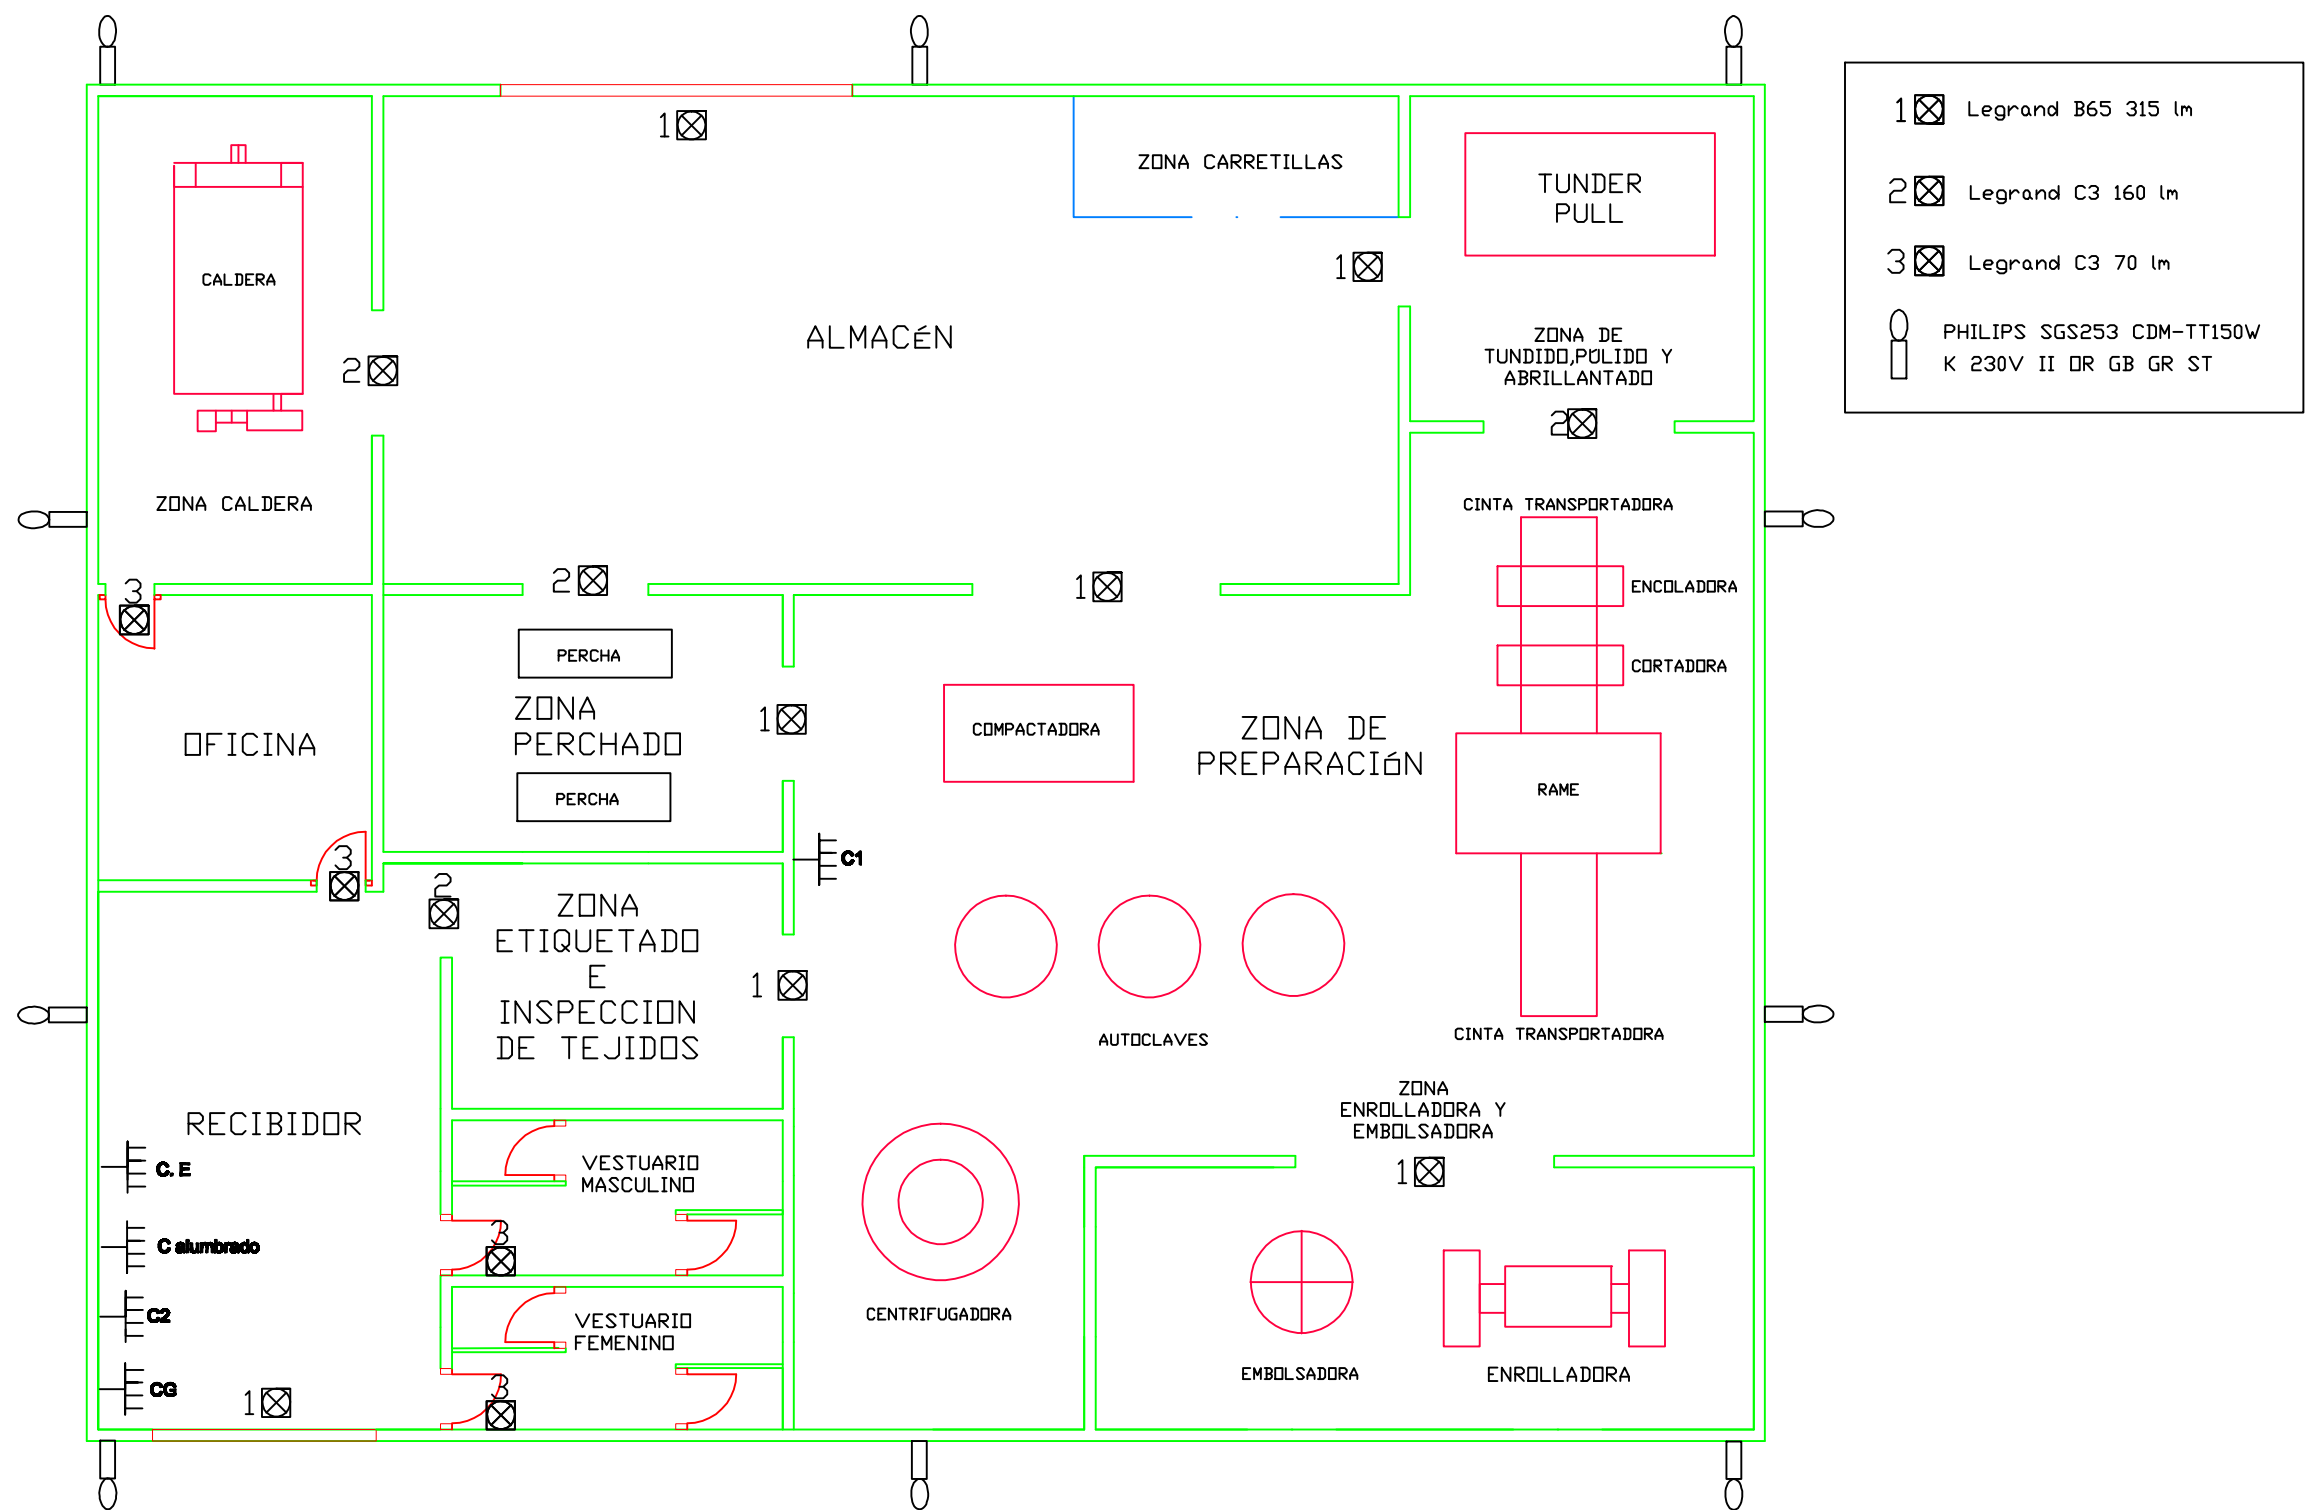 1 Legrand B65 315 lm
2 Legrand C3 160 lm
3 Legrand C3 70 lm
PHILIPS SGS253 CDM-TT150W
K 230V II OR GB GR ST
1
ZONA CARRETILLAS
TUNDER
PULL
CALDERA
1
ALMACéN
2
ZONA DE
TUNDIDO,PULIDO Y
ABRILLANTADO
2
ZONA CALDERA
CINTA TRANSPORTADORA
3
2
1
ENCOLADORA
PERCHA
CORTADORA
ZONA
PERCHADO
1
OFICINA
COMPACTADORA
ZONA DE
PREPARACIóN
RAME
PERCHA
3
C1
2
ZONA
ETIQUETADO
E
INSPECCION
DE TEJIDOS
1
AUTOCLAVES
CINTA TRANSPORTADORA
ZONA
ENROLLADORA Y
EMBOLSADORA
1
RECIBIDOR
C. E
VESTUARIO
MASCULINO
C alumbrado
3
C2
VESTUARIO
FEMENINO
CENTRIFUGADORA
CG
1
3
EMBOLSADORA
ENROLLADORA